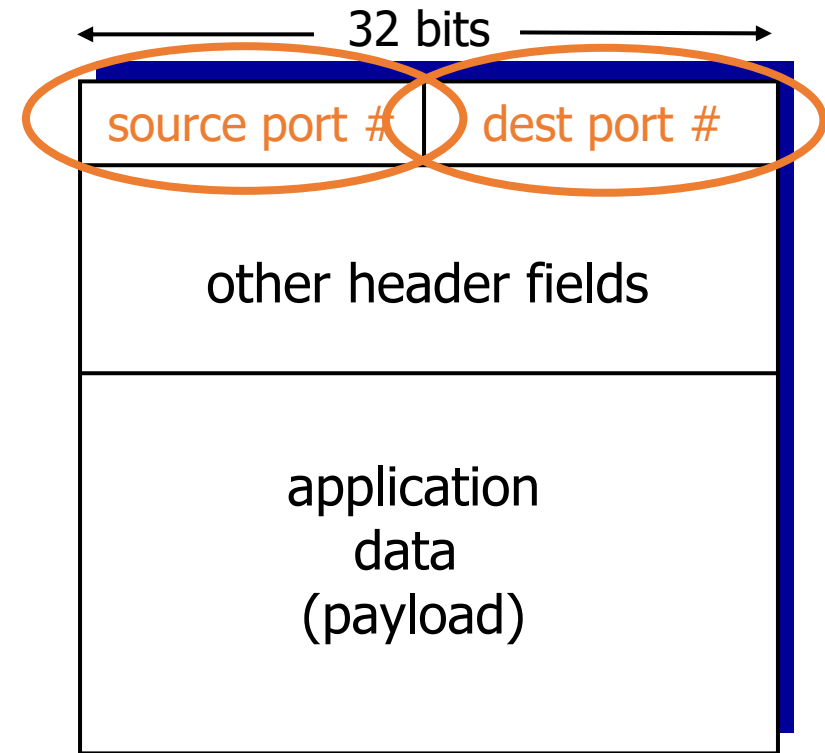 32 bits
source port # dest port #
other header fields
application
data
(payload)